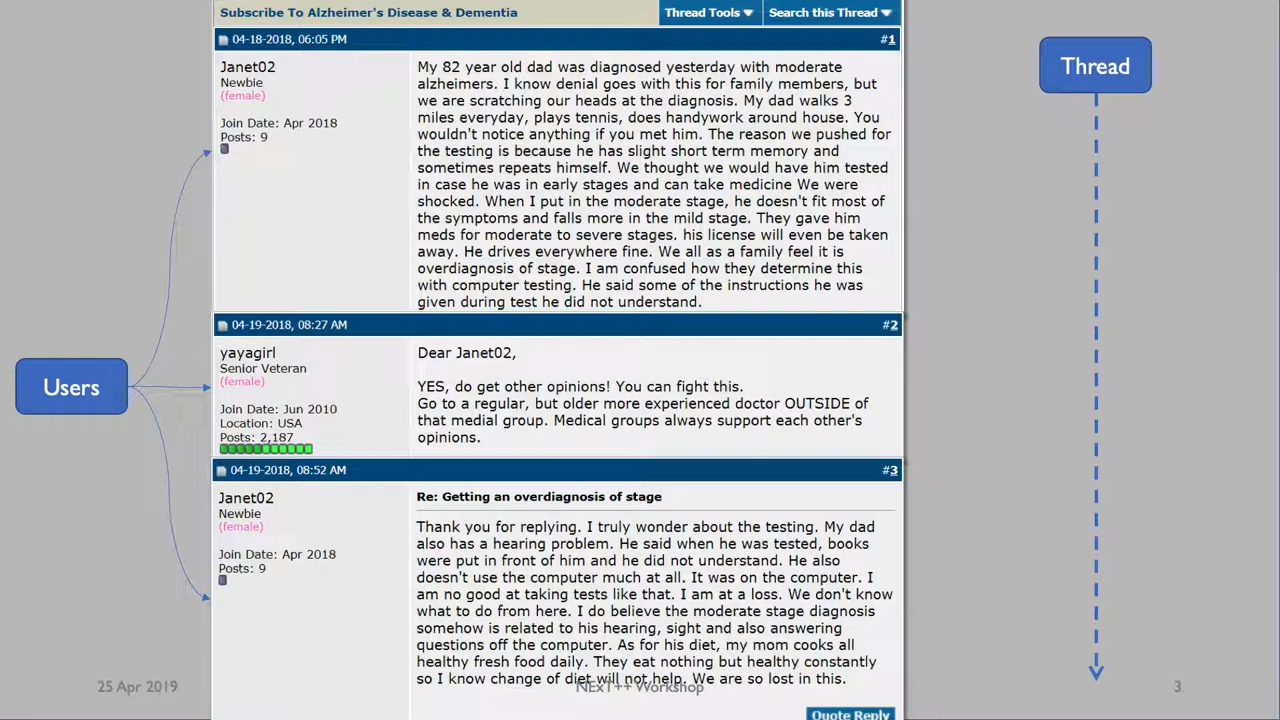 Subscribe To Alzheimer's Disease & Dementia
Thread Tools
Search this Thread
04-18-2018, 06:05 PM
#1
Janet02
Newbie
(female)
Join Date: Apr 2018
Posts: 9
My 82 year old dad was diagnosed yesterday with moderate
alzheimers. I know denial goes with this for family members, but
we are scratching our heads at the diagnosis. My dad walks 3
miles everyday, plays tennis, does handywork around house. You
wouldn't notice anything if you met him. The reason we pushed for
the testing is because he has slight short term memory and
sometimes repeats himself. We thought we would have him tested
in case he was in early stages and can take medicine We were
shocked. When I put in the moderate stage, he doesn't fit most of
the symptoms and falls more in the mild stage. They gave him
meds for moderate to severe stages. his license will even be taken
away. He drives everywhere fine. We all as a family feel it is
overdiagnosis of stage. I am confused how they determine this
with computer testing. He said some of the instructions he was
given during test he did not understand.
Thread
Users
04-19-2018, 08:27 AM
#2
yayagirl
Senior Veteran
(female)
Join Date: Jun 2010
Location: USA
Posts: 2,187
Dear Janet02,
YES, do get other opinions! You can fight this.
Go to a regular, but older more experienced doctor OUTSIDE of
that medial group. Medical groups always support each other's
opinions.
04-19-2018, 08:52 AM
#3
Janet02
Newbie
(female)
Join Date: Apr 2018
Posts: 9
Re: Getting an overdiagnosis of stage
Thank you for replying. I truly wonder about the testing. My dad
also has a hearing problem. He said when he was tested, books
were put in front of him and he did not understand. He also
doesn't use the computer much at all. It was on the computer. I
am no good at taking tests like that. I am at a loss. We don't know
what to do from here. I do believe the moderate stage diagnosis
somehow is related to his hearing, sight and also answering
questions off the computer. As for his diet, my mom cooks all
healthy fresh food daily. They eat nothing but healthy constantly
so I know change of diet will not help. We are so lost in this.
Quote Reply
25 Apr 2019
NExT++ Workshop
3